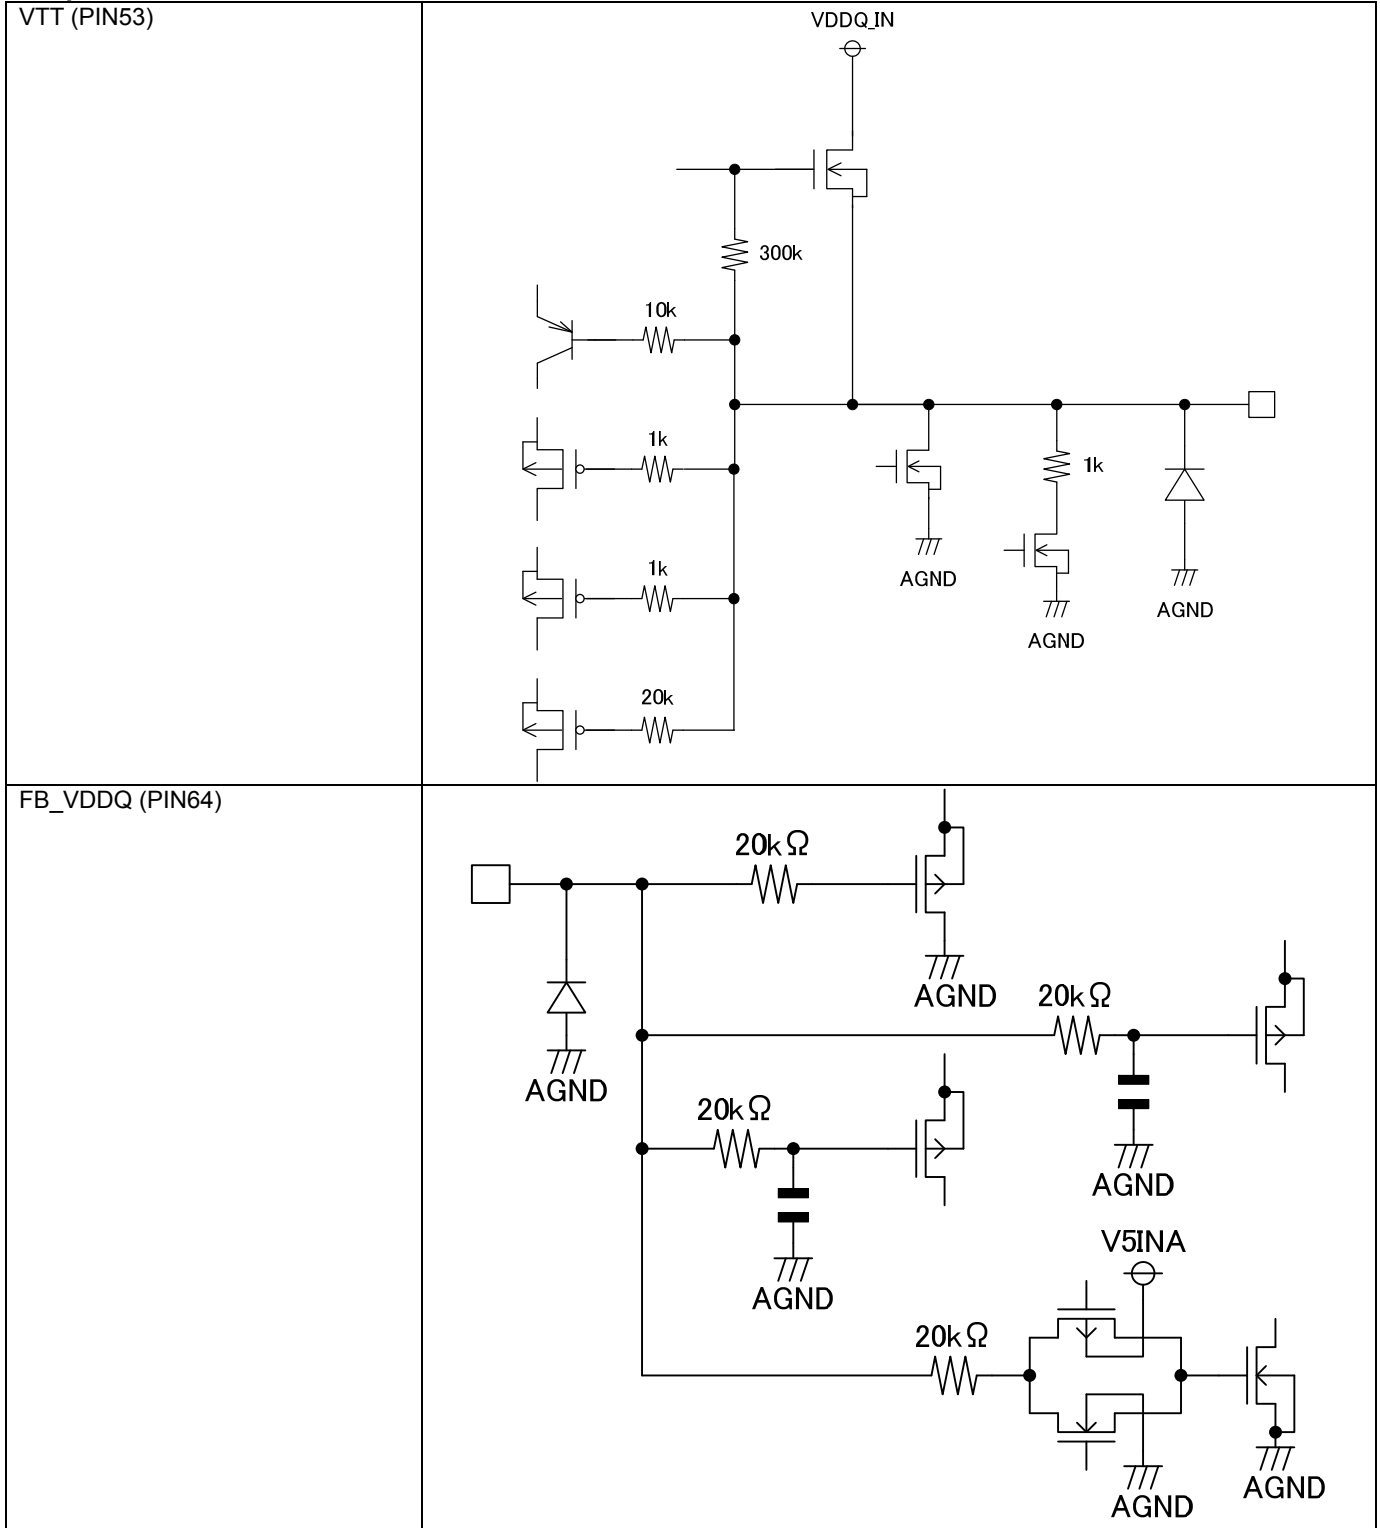 VTT (PIN53)
VDDQ_IN
300k
10k
1k
1k
AGND
1k
AGND
AGND
20k
FB_VDDQ (PIN64)
20kΩ
AGND
20kΩ
AGND
20kΩ
AGND
AGND
V5INA
20kΩ
AGND
AGND